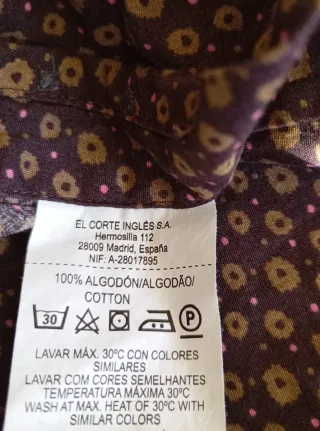 EL CORTE INGLÉS S.A.
Hermosilla 112
28009 Madrid, España
NIF: A-28017895
100% ALGODÓN/ALGODÃO/
COTTON
30 P
LAVAR MÁX. 30ºC CON COLORES
SIMILARES
LAVAR COM CORES SEMELHANTES
TEMPERATURA MÁXIMA 30ºC
WASH AT MAX. HEAT OF 30ºC WITH
SIMILAR COLORS